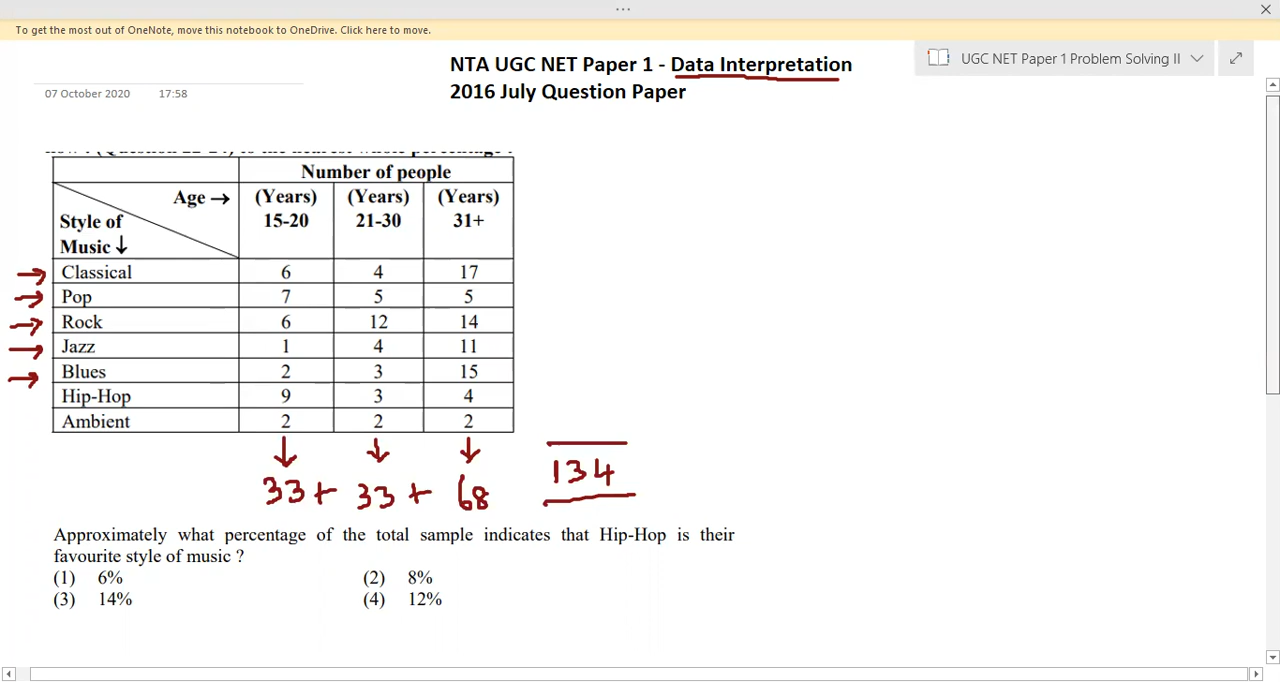 ...
To get the most out of OneNote, move this notebook to OneDrive. Click here to move.
NTA UGC NET Paper 1 - Data Interpretation
UGC NET Paper 1 Problem Solving II
2016 July Question Paper
07 October 2020 17:58
Number of people
Age → (Years) (Years) (Years)
Style of 15-20 21-30 31+
Music ↓
Classical 6 4 17
Pop 7 5 5
Rock 6 12 14
Jazz 1 4 11
Blues 2 3 15
Hip-Hop 9 3 4
Ambient 2 2 2
134
33 + 33 + 68
Approximately what percentage of the total sample indicates that Hip-Hop is their
favourite style of music ?
(1) 6% (2) 8%
(3) 14% (4) 12%